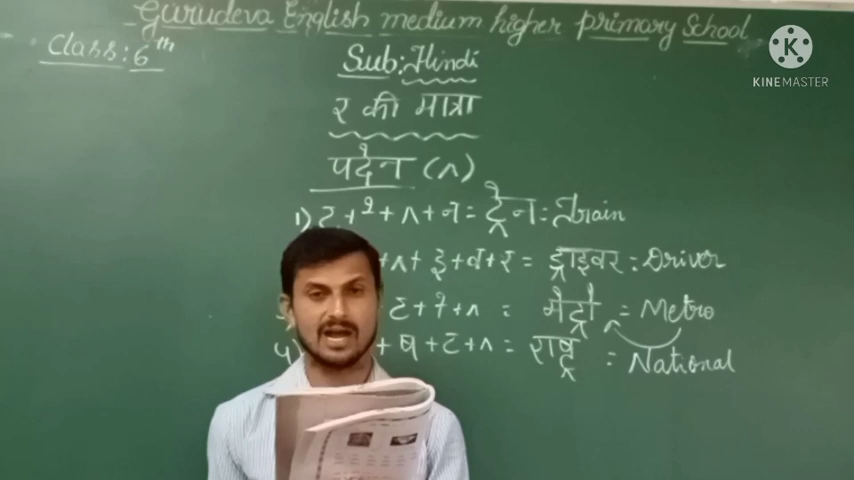 Gurudeva English medium higher primary School
Class: 6th
Sub: Hindi
र की मात्रा
पदेन (^)
1) ट + े + ^ + न = ट्रेन = Train
+ ^ + इ + व + र = ड्राइवर : Driver
ट + ^ = मेट्रो = Metro
+ ष + ट + ^ = राष्ट्र = National
KINEMASTER